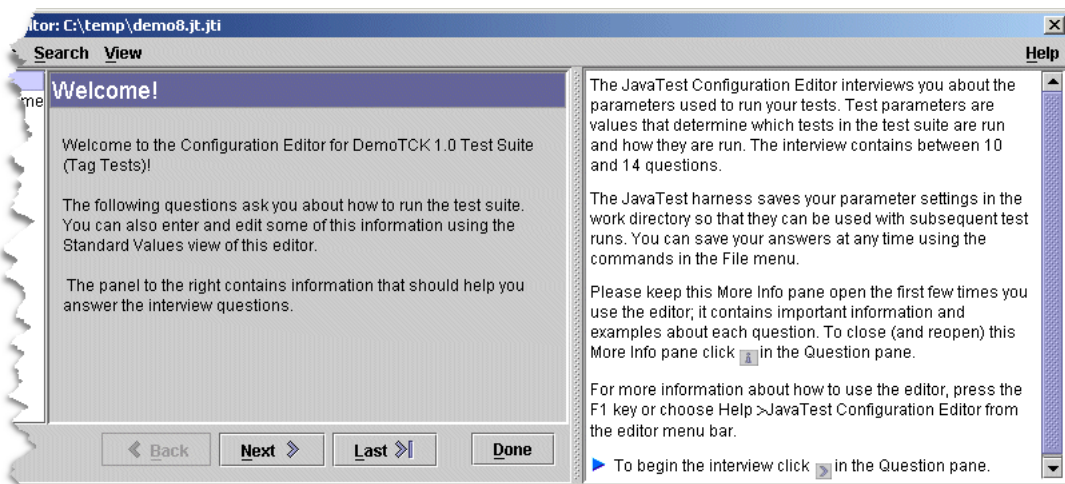 itor: C:\temp\demo8.jt.jti
Search View Help
me
Welcome!
Welcome to the Configuration Editor for DemoTCK 1.0 Test Suite
(Tag Tests)!
The following questions ask you about how to run the test suite.
You can also enter and edit some of this information using the
Standard Values view of this editor.
The panel to the right contains information that should help you
answer the interview questions.
Back Next Last Done
The JavaTest Configuration Editor interviews you about the
parameters used to run your tests. Test parameters are
values that determine which tests in the test suite are run
and how they are run. The interview contains between 10
and 14 questions.
The JavaTest harness saves your parameter settings in the
work directory so that they can be used with subsequent test
runs. You can save your answers at any time using the
commands in the File menu.
Please keep this More Info pane open the first few times you
use the editor; it contains important information and
examples about each question. To close (and reopen) this
More Info pane click in the Question pane.
For more information about how to use the editor, press the
F1 key or choose Help >JavaTest Configuration Editor from
the editor menu bar.
To begin the interview click in the Question pane.